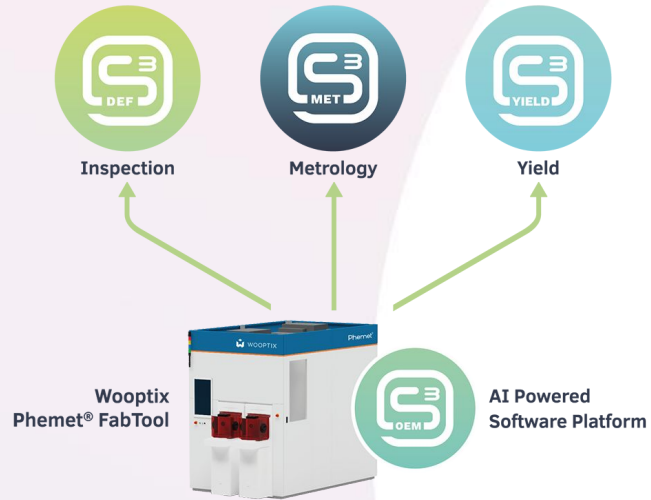 S3
DEF
S3
MET
S3
YIELD
Inspection
Metrology
Yield
WOOPTIX
Phemet®
Wooptix
Phemet® FabTool
S3
OEM
AI Powered
Software Platform